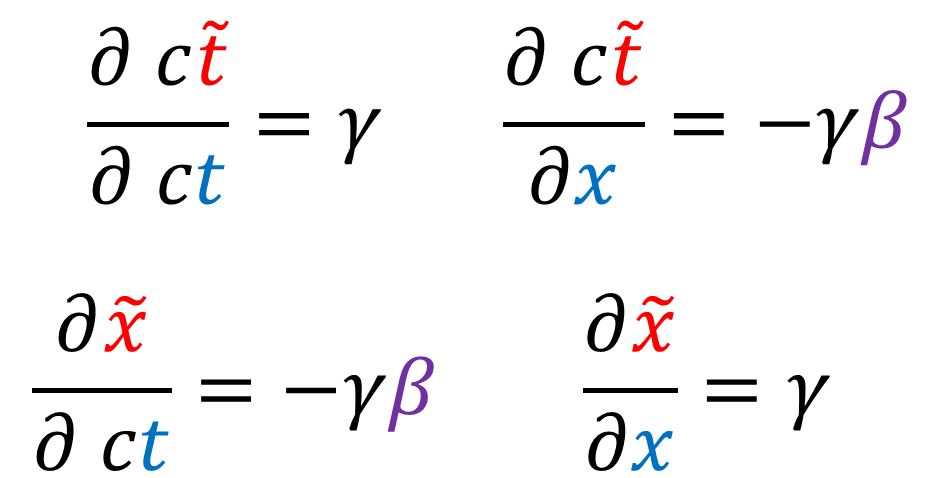 ∂ ct̃/∂ ct = γ    ∂ ct̃/∂x = −γβ
∂x̃/∂ ct = −γβ    ∂x̃/∂x = γ